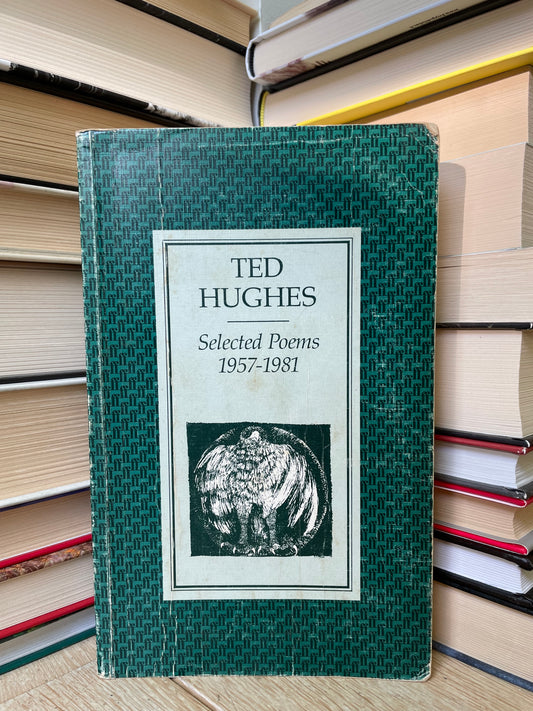 TED
HUGHES
Selected Poems
1957-1981